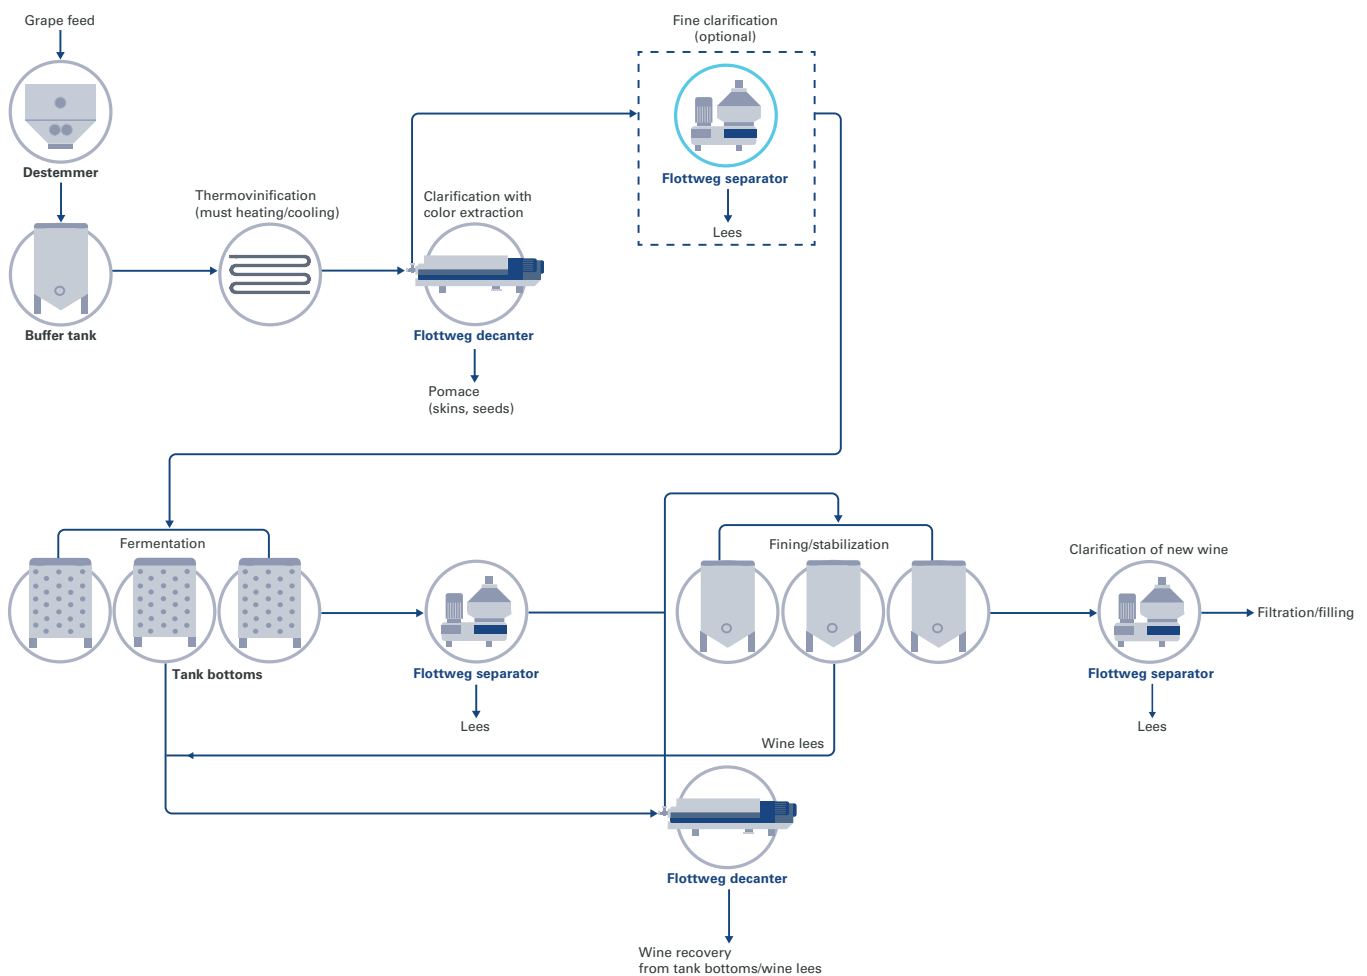 Grape feed
Destemmer
Buffer tank
Thermovinification
(must heating/cooling)
Clarification with
color extraction
Flottweg decanter
Pomace
(skins, seeds)
Fine clarification
(optional)
Flottweg separator
Lees
Fermentation
Tank bottoms
Flottweg separator
Lees
Fining/stabilization
Wine lees
Clarification of new wine
Flottweg separator
Lees
Filtration/filling
Flottweg decanter
Wine recovery
from tank bottoms/wine lees